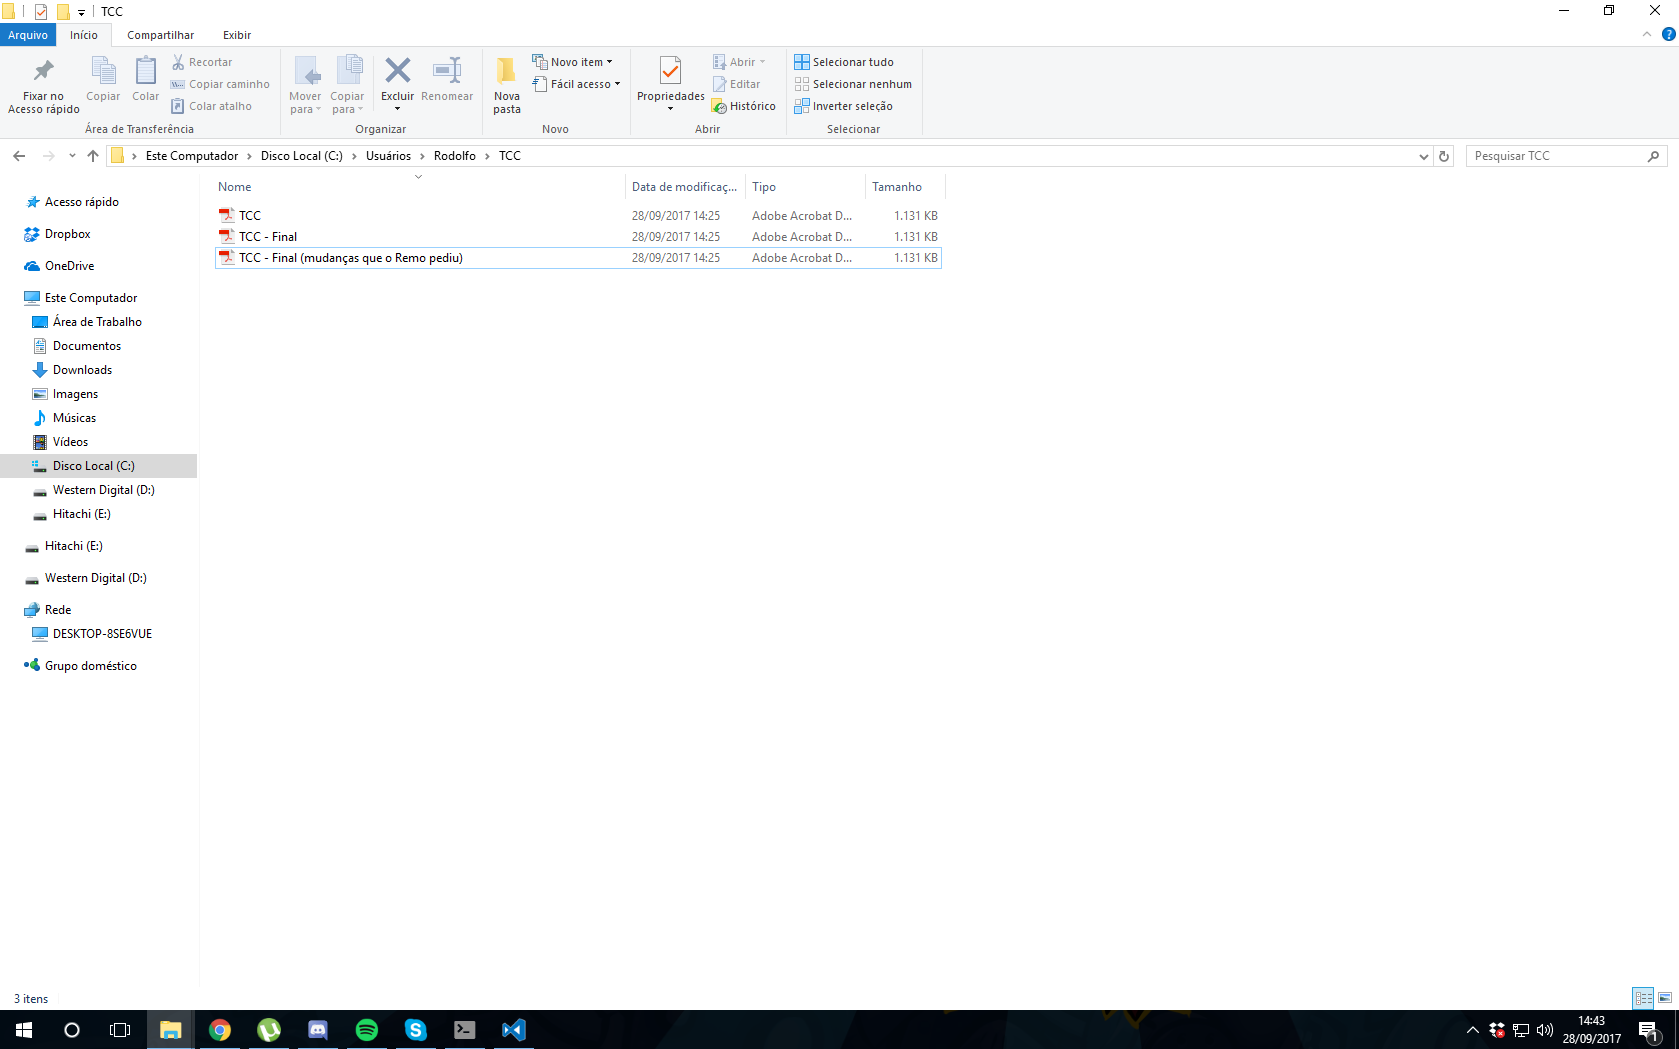 TCC
Arquivo Início Compartilhar Exibir
Fixar no
Acesso rápido
Copiar
Colar
Recortar
Copiar caminho
Colar atalho
Área de Transferência
Mover
para
Copiar
para
Excluir
Renomear
Organizar
Nova
pasta
Novo item
Fácil acesso
Novo
Propriedades
Abrir
Editar
Histórico
Abrir
Selecionar tudo
Selecionar nenhum
Inverter seleção
Selecionar
Este Computador Disco Local (C:) Usuários Rodolfo TCC
Pesquisar TCC
Nome Data de modificaç... Tipo Tamanho
TCC 28/09/2017 14:25 Adobe Acrobat D... 1.131 KB
TCC - Final 28/09/2017 14:25 Adobe Acrobat D... 1.131 KB
TCC - Final (mudanças que o Remo pediu) 28/09/2017 14:25 Adobe Acrobat D... 1.131 KB
Acesso rápido
Dropbox
OneDrive
Este Computador
Área de Trabalho
Documentos
Downloads
Imagens
Músicas
Vídeos
Disco Local (C:)
Western Digital (D:)
Hitachi (E:)
Hitachi (E:)
Western Digital (D:)
Rede
DESKTOP-8SE6VUE
Grupo doméstico
3 itens
14:43
28/09/2017
1